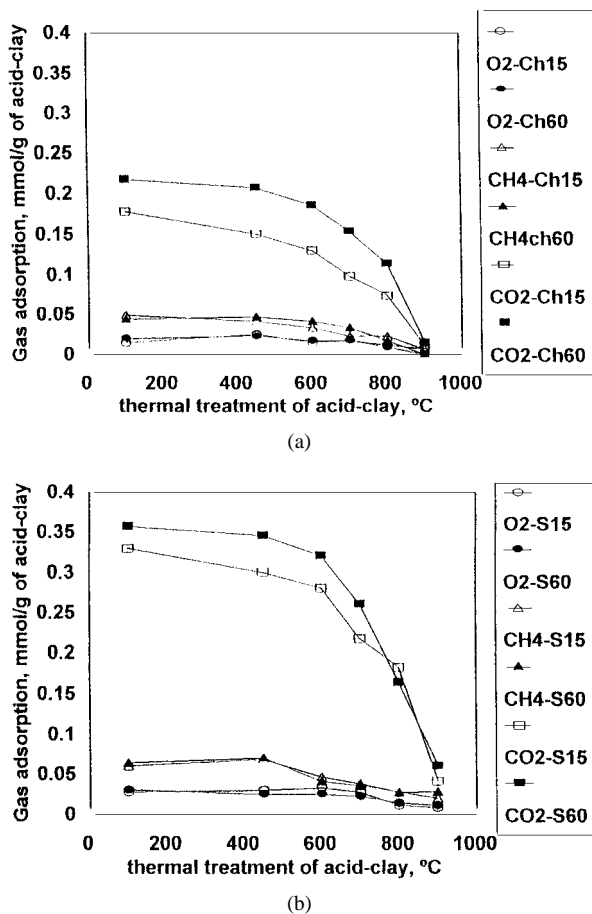 0.4
0.35
0.3
0.25
0.2
0.15
0.1
0.05
0
Gas adsorption, mmol/g of acid-clay
0 200 400 600 800 1000
thermal treatment of acid-clay, ºC
O2-Ch15
O2-Ch60
CH4-Ch15
CH4ch60
CO2-Ch15
CO2-Ch60
(a)
0.4
0.35
0.3
0.25
0.2
0.15
0.1
0.05
0
Gas adsorption, mmol/g of acid-clay
0 200 400 600 800 1000
thermal treatment of acid-clay, ºC
O2-S15
O2-S60
CH4-S15
CH4-S60
CO2-S15
CO2-S60
(b)